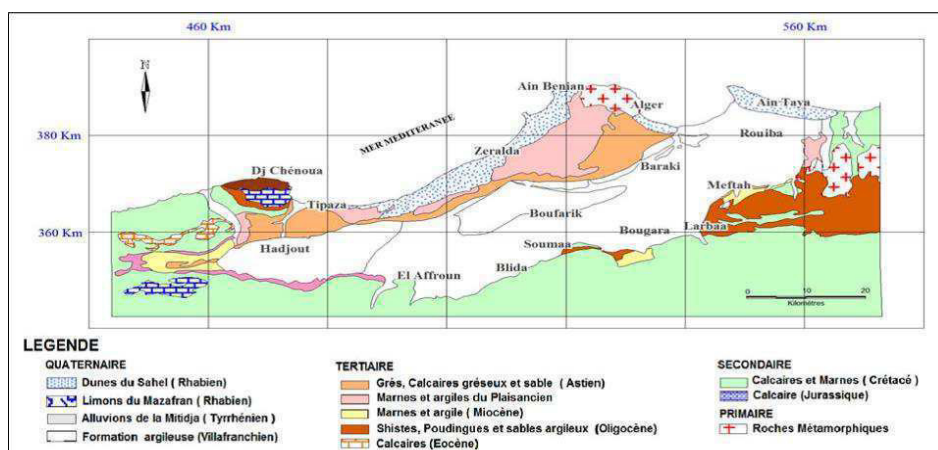 460 Km 560 Km
N
Ain Benian
Alger
Ain Taya
380 Km
MER MEDITERANEE
Rouiba
Zeralda
Baraki
Dj Chénoua
Meftah
Tipaza
Boufarik
360 Km
Hadjout
Bougara
Larbaa
Soumaa
El Affroun
Blida
0 10 20
Kilométres
LEGENDE
QUATERNAIRE
Dunes du Sahel ( Rhabien)
Limons du Mazafran ( Rhabien)
Alluvions de la Mitidja ( Tyrrhénien )
Formation argileuse (Villafranchien)
TERTIAIRE
Grés, Calcaires gréseux et sable ( Astien)
Marnes et argiles du Plaisancien
Marnes et argile ( Miocène)
Shistes, Poudingues et sables argileux (Oligocène)
Calcaires (Eocène)
SECONDAIRE
Calcaires et Marnes ( Crétacé)
Calcaire (Jurassique)
PRIMAIRE
Roches Métamorphiques